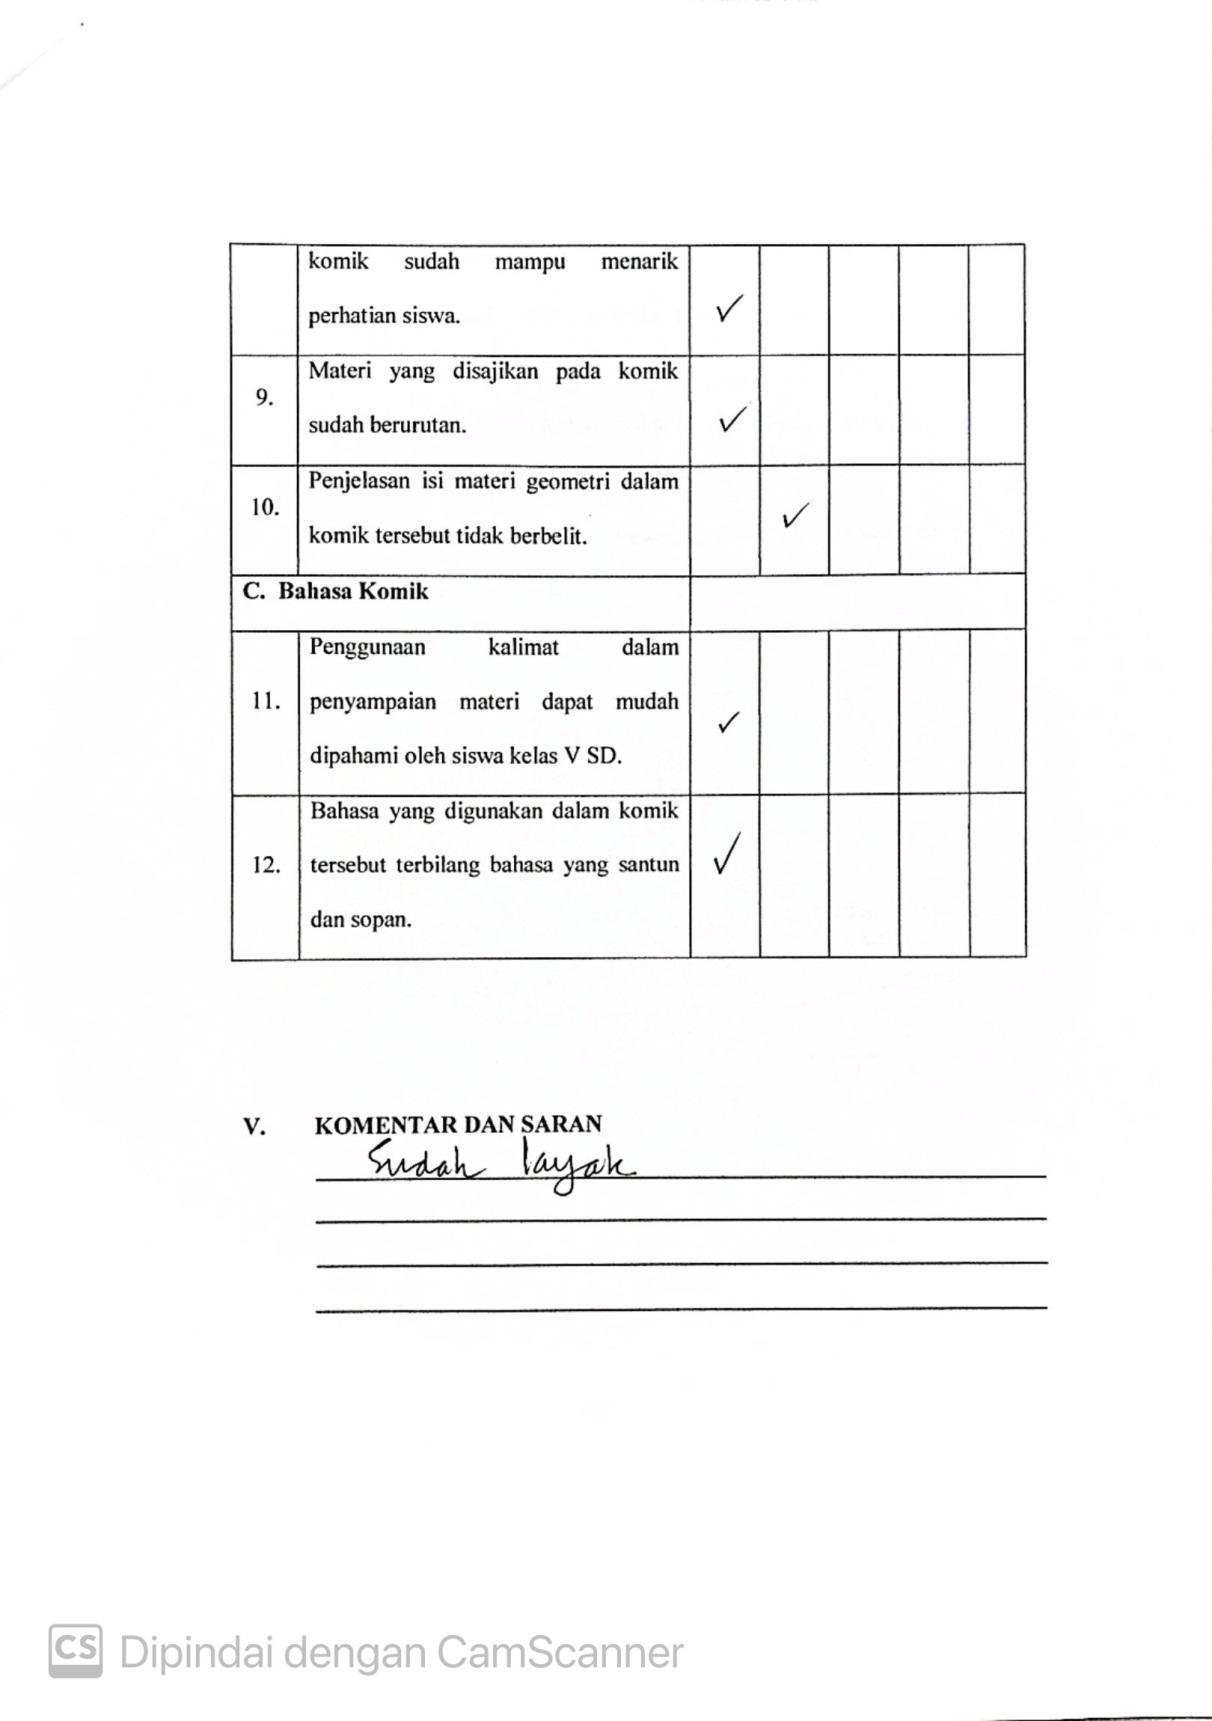 komik sudah mampu menarik
perhatian siswa.
✓
9.
Materi yang disajikan pada komik
sudah berurutan.
✓
10.
Penjelasan isi materi geometri dalam
komik tersebut tidak berbelit.
✓
C. Bahasa Komik
11.
Penggunaan kalimat dalam
penyampaian materi dapat mudah
dipahami oleh siswa kelas V SD.
✓
12.
Bahasa yang digunakan dalam komik
tersebut terbilang bahasa yang santun
dan sopan.
✓
V. KOMENTAR DAN SARAN
Sudah layak
CS Dipindai dengan CamScanner